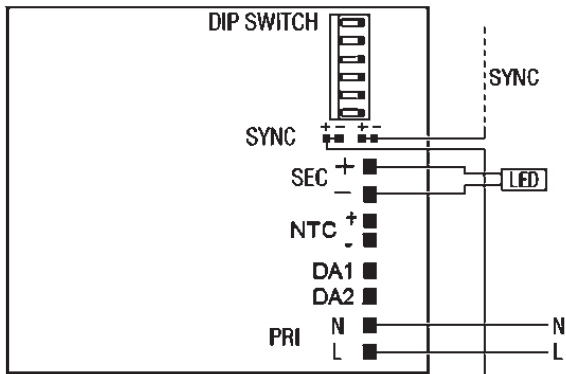 DIP SWITCH
SYNC
+ - + -
SYNC
SEC +
-
LED
NTC +
-
DA1
DA2
PRI N N
L L